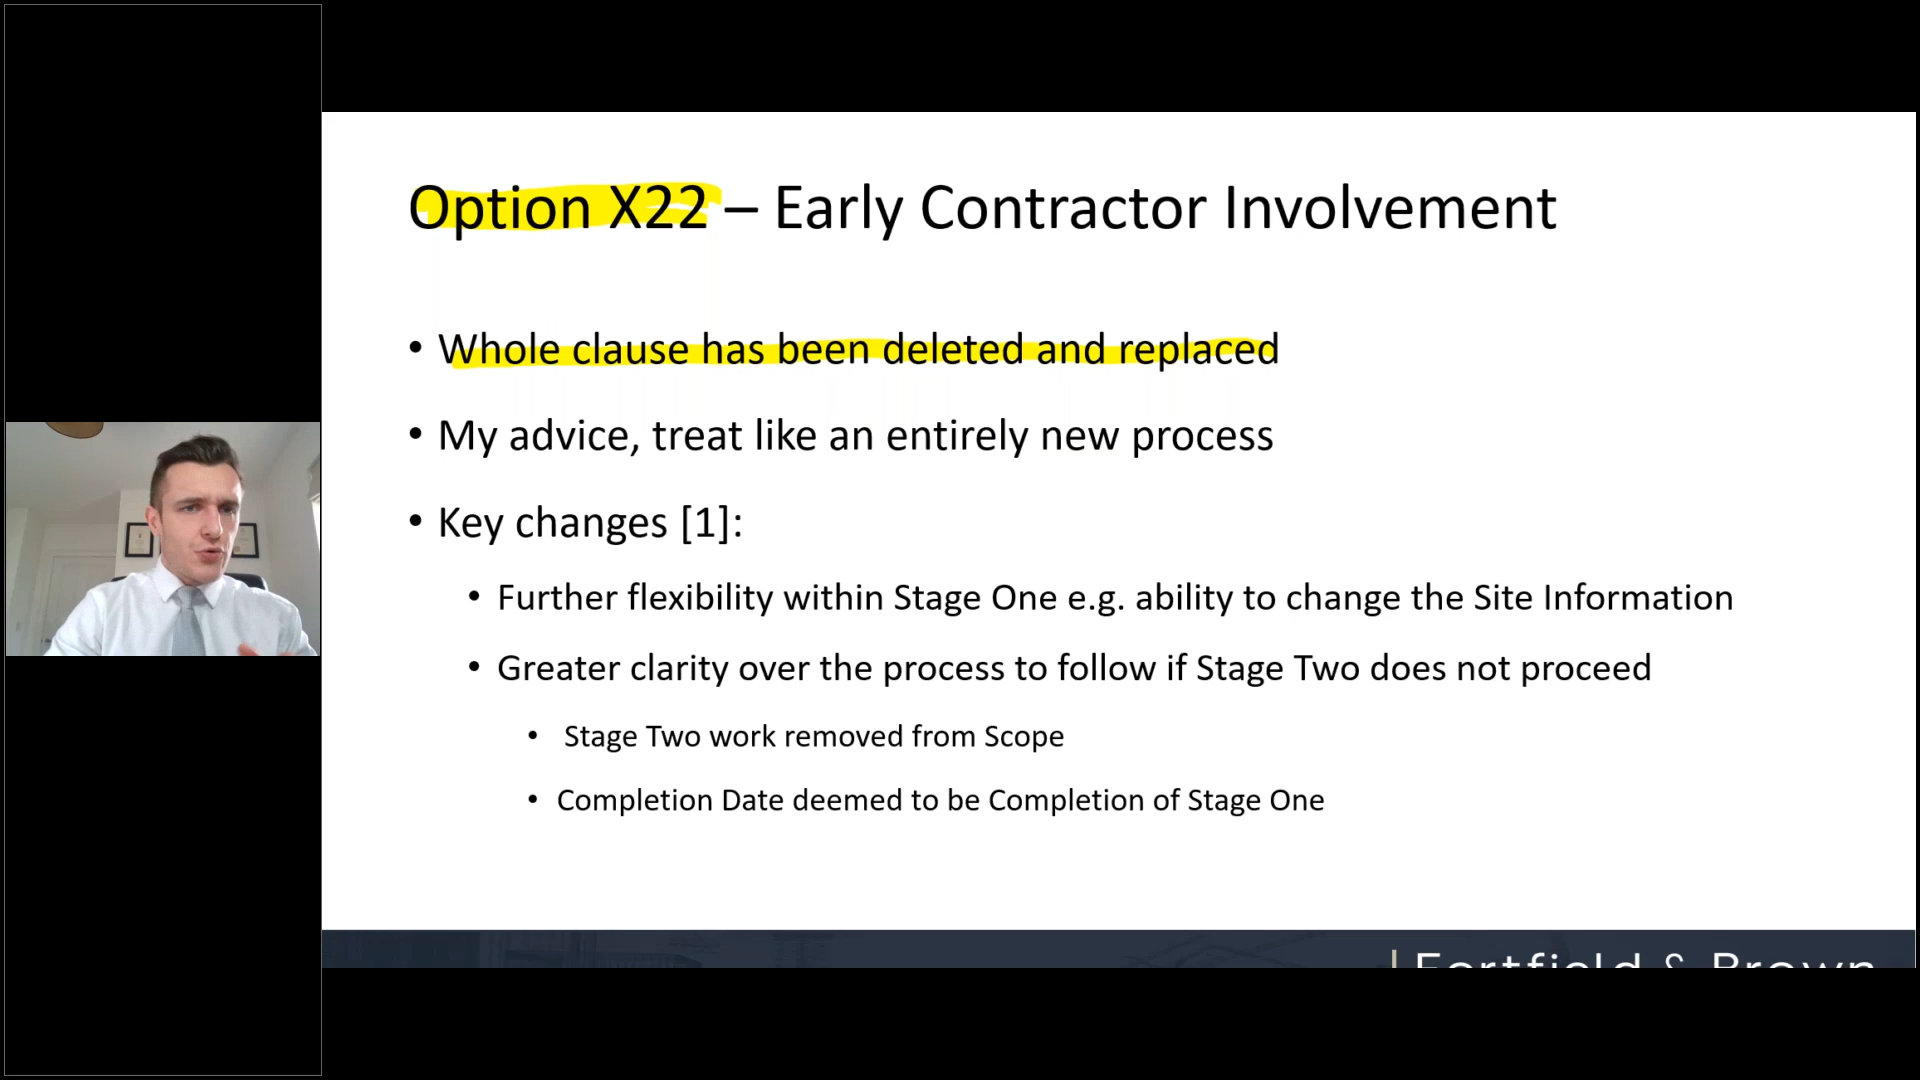 Option X22 – Early Contractor Involvement
• Whole clause has been deleted and replaced
• My advice, treat like an entirely new process
• Key changes [1]:
• Further flexibility within Stage One e.g. ability to change the Site Information
• Greater clarity over the process to follow if Stage Two does not proceed
• Stage Two work removed from Scope
• Completion Date deemed to be Completion of Stage One
| Fortfield & Brown